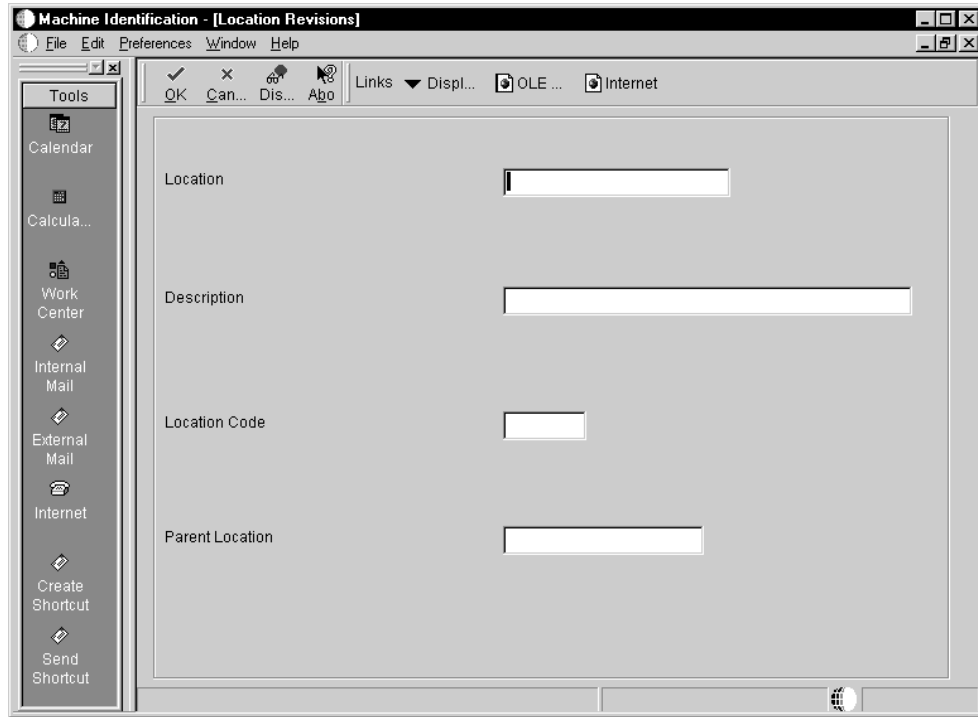 Machine Identification - [Location Revisions]
File Edit Preferences Window Help
Tools
Calendar
Calcula...
Work
Center
Internal
Mail
External
Mail
Internet
Create
Shortcut
Send
Shortcut
OK Can... Dis... Abo Links Displ... OLE ... Internet
Location
Description
Location Code
Parent Location